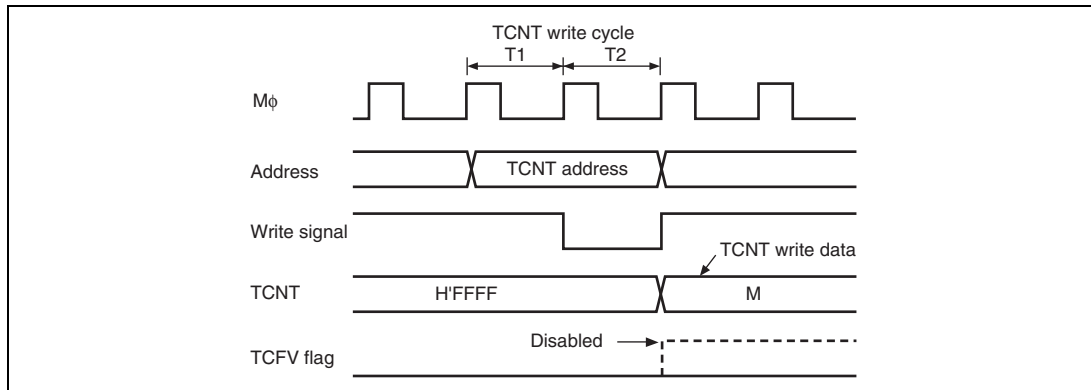 TCNT write cycle
T1 T2
Mϕ
Address TCNT address
Write signal
TCNT write data
TCNT H'FFFF M
Disabled
TCFV flag